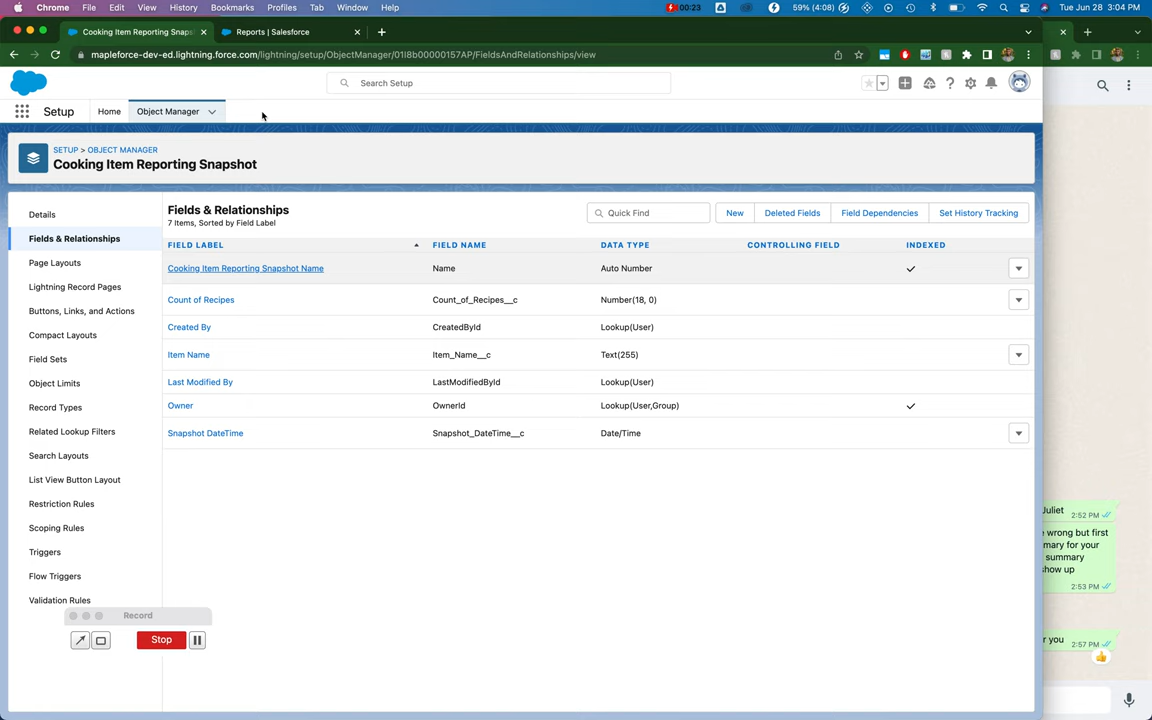 Chrome File Edit View History Bookmarks Profiles Tab Window Help 00:23 59% (4:08) Tue Jun 28 3:04 PM
Cooking Item Reporting Snapsh Reports | Salesforce
mapleforce-dev-ed.lightning.force.com/lightning/setup/ObjectManager/01I8b00000157AP/FieldsAndRelationships/view
Search Setup
Setup Home Object Manager
SETUP > OBJECT MANAGER
Cooking Item Reporting Snapshot
Details
Fields & Relationships
Page Layouts
Lightning Record Pages
Buttons, Links, and Actions
Compact Layouts
Field Sets
Object Limits
Record Types
Related Lookup Filters
Search Layouts
List View Button Layout
Restriction Rules
Scoping Rules
Triggers
Flow Triggers
Validation Rules
Fields & Relationships
7 Items, Sorted by Field Label
Quick Find New Deleted Fields Field Dependencies Set History Tracking
FIELD LABEL FIELD NAME DATA TYPE CONTROLLING FIELD INDEXED
Cooking Item Reporting Snapshot Name Name Auto Number
Count of Recipes Count_of_Recipes__c Number(18, 0)
Created By CreatedById Lookup(User)
Item Name Item_Name__c Text(255)
Last Modified By LastModifiedById Lookup(User)
Owner OwnerId Lookup(User,Group)
Snapshot DateTime Snapshot_DateTime__c Date/Time
Record
Stop
Juliet
2:52 PM
e wrong but first
mary for your
summary
show up
2:53 PM
r you
2:57 PM